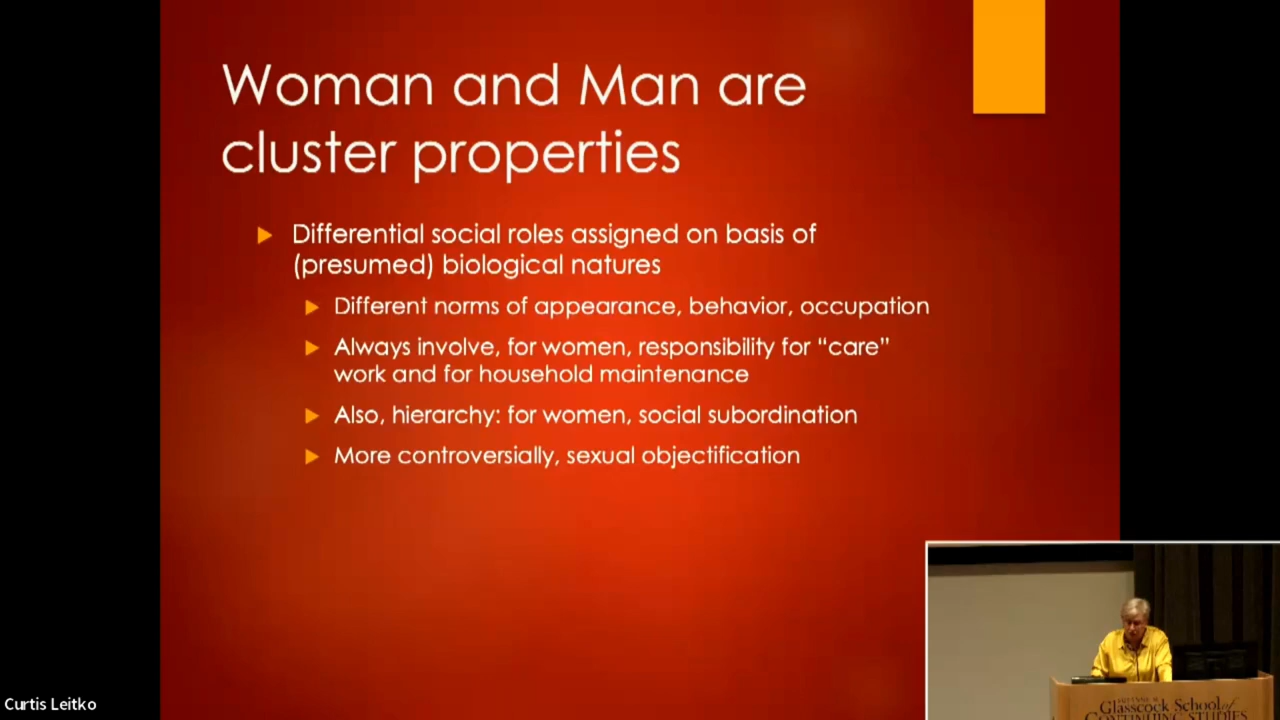 Woman and Man are
cluster properties
Differential social roles assigned on basis of
(presumed) biological natures
Different norms of appearance, behavior, occupation
Always involve, for women, responsibility for “care”
work and for household maintenance
Also, hierarchy: for women, social subordination
More controversially, sexual objectification
Curtis Leitko
Glasscock School of
CONTINUING STUDIES